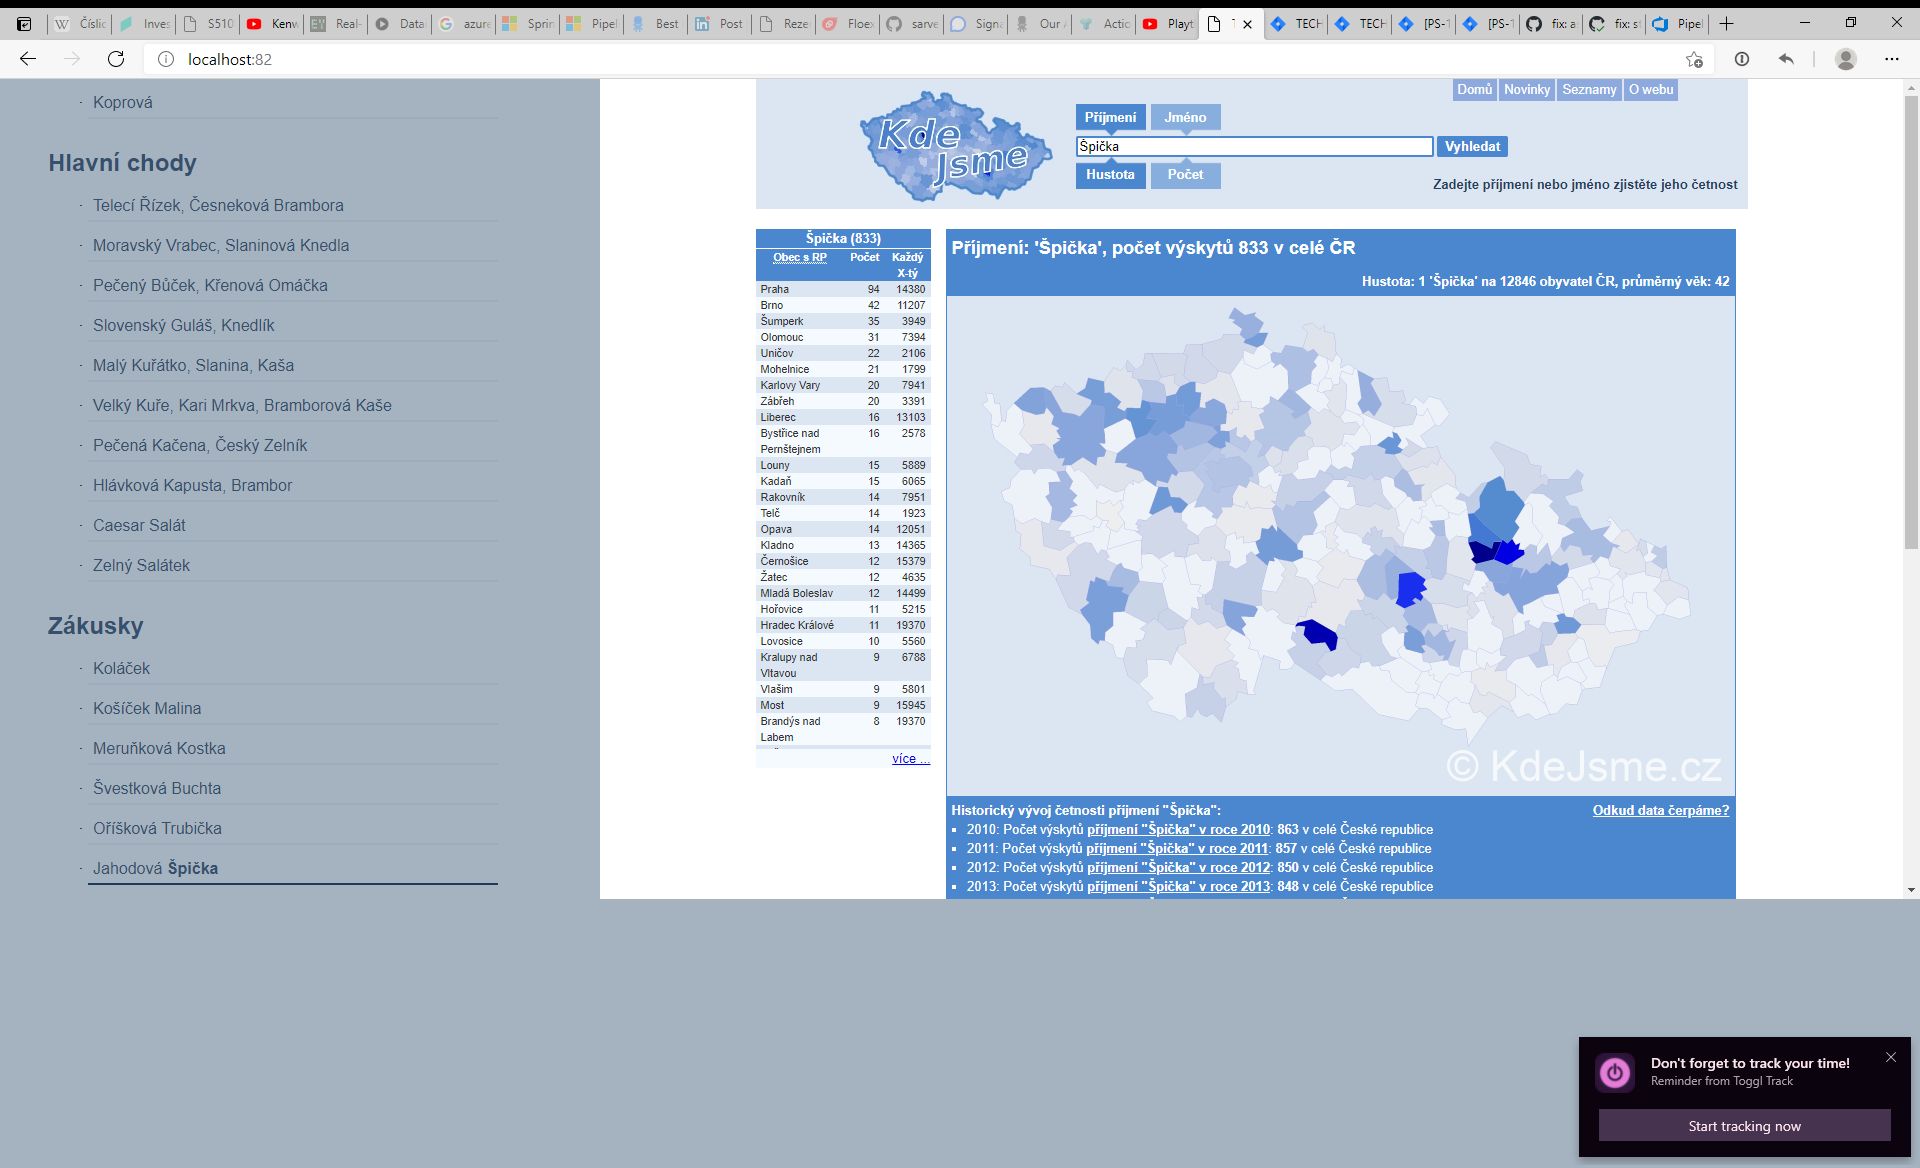 Číslic
Inves
S510
Kenw
Real-
Data
azure
Sprin
Pipel
Best
Post
Reze
Floex
sarve
Signa
Our A
Actio
Playt
TECH
TECH
[PS-1
[PS-1
fix: a
fix: s
Pipel
localhost:82
Koprová
Hlavní chody
Telecí Řízek, Česneková Brambora
Moravský Vrabec, Slaninová Knedla
Pečený Bůček, Křenová Omáčka
Slovenský Guláš, Knedlík
Malý Kuřátko, Slanina, Kaša
Velký Kuře, Kari Mrkva, Bramborová Kaše
Pečená Kačena, Český Zelník
Hlávková Kapusta, Brambor
Caesar Salát
Zelný Salátek
Zákusky
Koláček
Košíček Malina
Meruňková Kostka
Švestková Buchta
Oříšková Trubička
Jahodová Špička
Domů Novinky Seznamy O webu
Kde
Jsme
Příjmení Jméno
Špička Vyhledat
Hustota Počet
Zadejte příjmení nebo jméno zjistěte jeho četnost
Špička (833)
Obec s RP Počet Každý
X-tý
Praha 94 14380
Brno 42 11207
Šumperk 35 3949
Olomouc 31 7394
Uničov 22 2106
Mohelnice 21 1799
Karlovy Vary 20 7941
Zábřeh 20 3391
Liberec 16 13103
Bystřice nad 16 2578
Pernštejnem
Louny 15 5889
Kadaň 15 6065
Rakovník 14 7951
Telč 14 1923
Opava 14 12051
Kladno 13 14365
Černošice 12 15379
Žatec 12 4635
Mladá Boleslav 12 14499
Hořovice 11 5215
Hradec Králové 11 19370
Lovosice 10 5560
Kralupy nad 9 6788
Vltavou
Vlašim 9 5801
Most 9 15945
Brandýs nad 8 19370
Labem
více ...
Příjmení: 'Špička', počet výskytů 833 v celé ČR
Hustota: 1 'Špička' na 12846 obyvatel ČR, průměrný věk: 42
© KdeJsme.cz
Historický vývoj četnosti příjmení "Špička": Odkud data čerpáme?
2010: Počet výskytů příjmení "Špička" v roce 2010: 863 v celé České republice
2011: Počet výskytů příjmení "Špička" v roce 2011: 857 v celé České republice
2012: Počet výskytů příjmení "Špička" v roce 2012: 850 v celé České republice
2013: Počet výskytů příjmení "Špička" v roce 2013: 848 v celé České republice
Don't forget to track your time!
Reminder from Toggl Track
Start tracking now